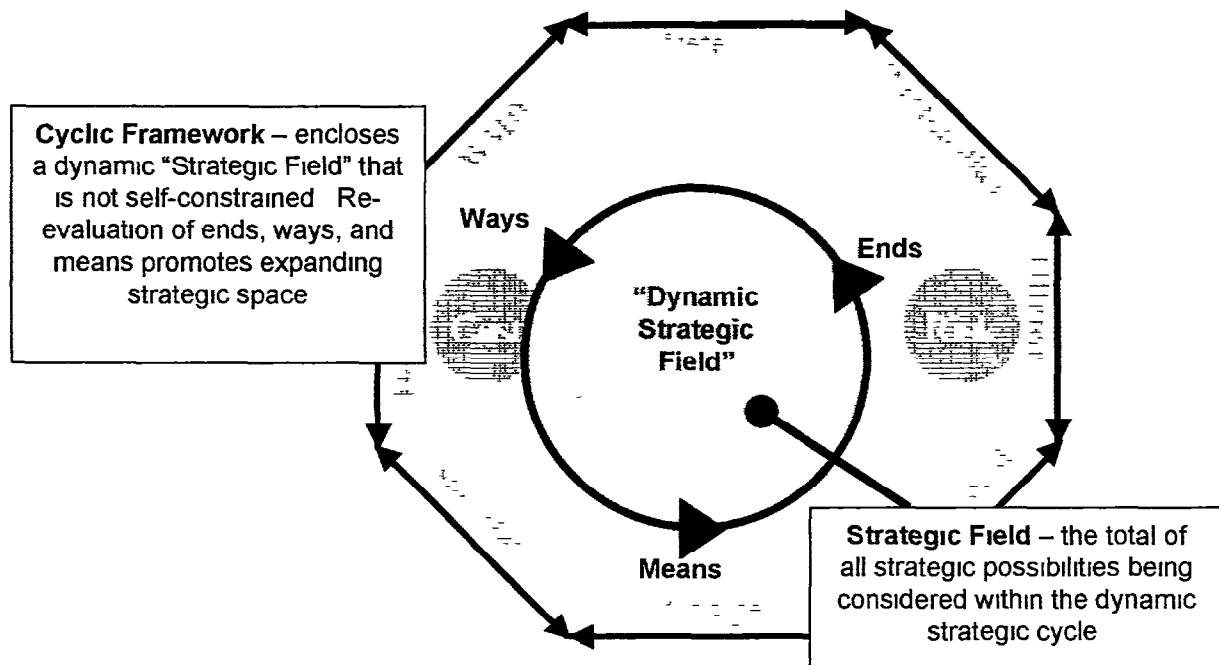 Cyclic Framework – encloses
a dynamic “Strategic Field” that
is not self-constrained Re-
evaluation of ends, ways, and
means promotes expanding
strategic space
Ways
Ends
“Dynamic
Strategic
Field”
Means
Strategic Field – the total of
all strategic possibilities being
considered within the dynamic
strategic cycle